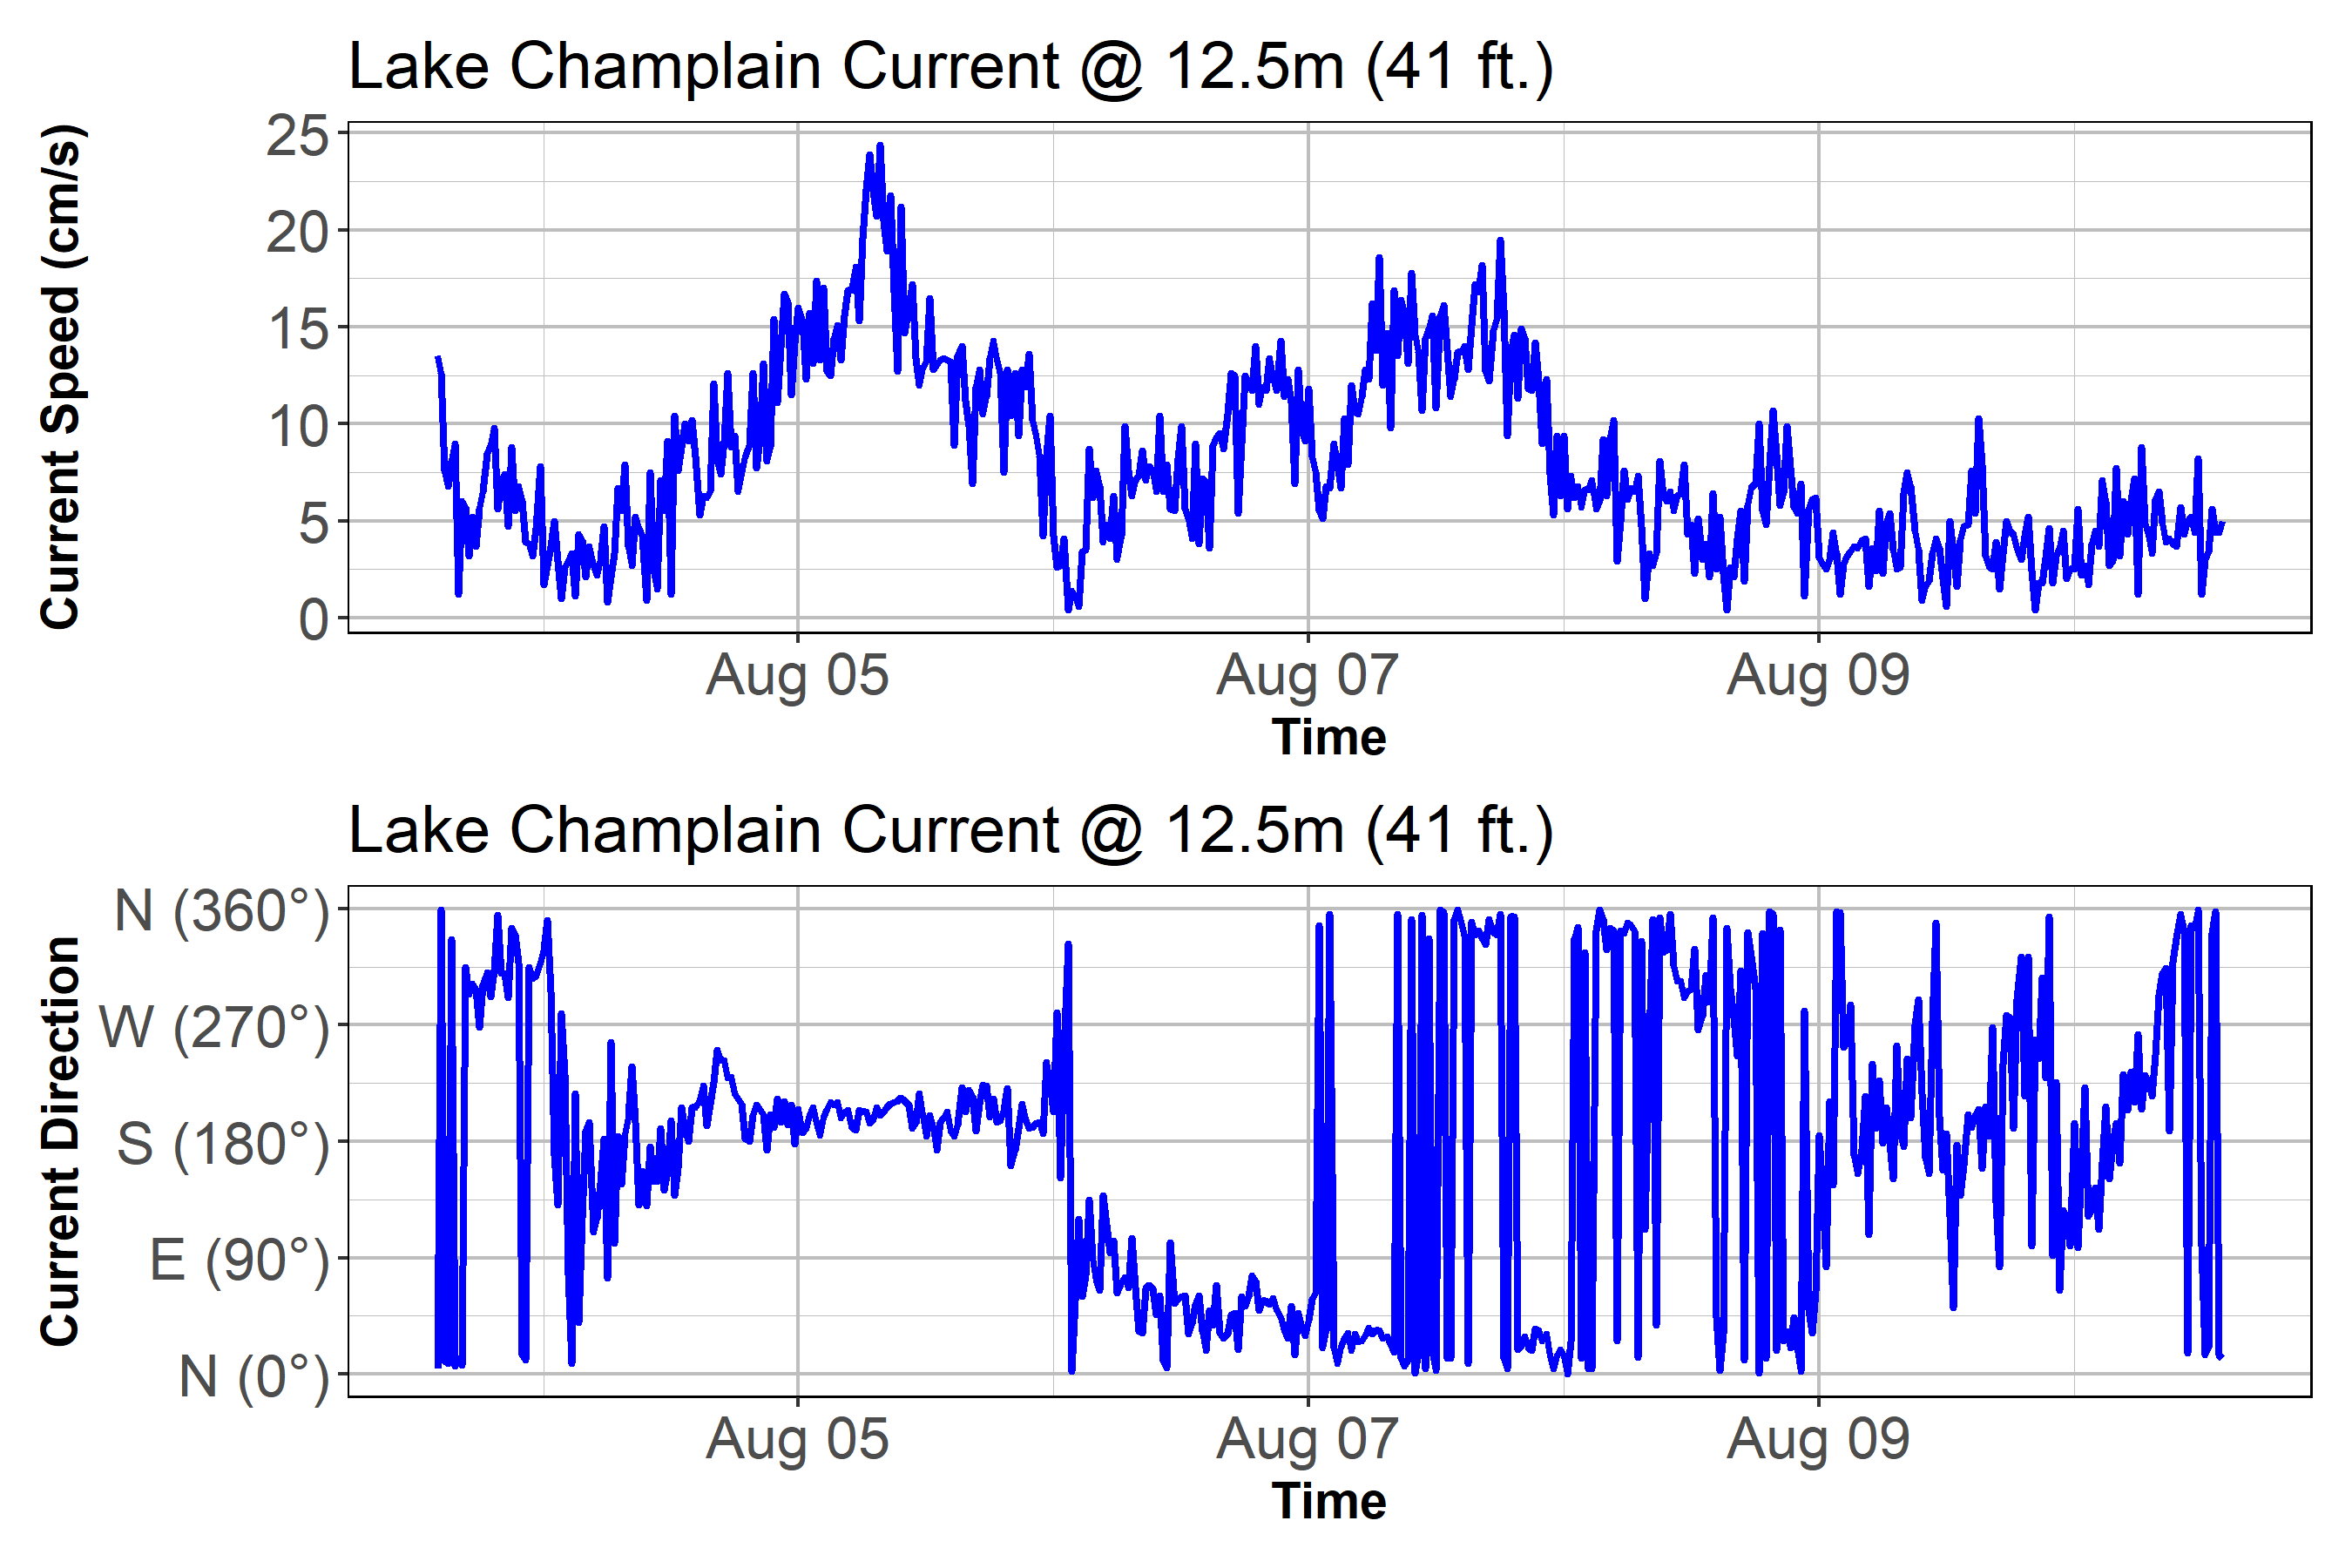 Lake Champlain Current @ 12.5m (41 ft.)
Current Speed (cm/s)
25
20
15
10
5
0
Aug 05
Aug 07
Aug 09
Time
Lake Champlain Current @ 12.5m (41 ft.)
Current Direction
N (360°)
W (270°)
S (180°)
E (90°)
N (0°)
Aug 05
Aug 07
Aug 09
Time